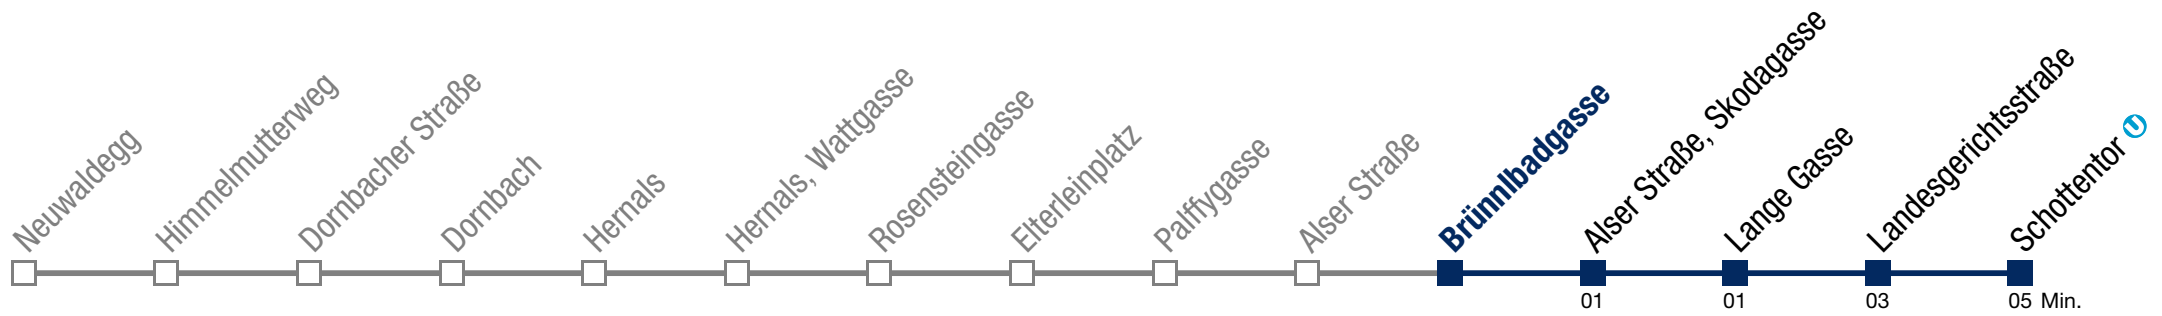 Neuwaldegg
Himmelmutterweg
Dornbacher Straße
Dornbach
Hernals
Hernals, Wattgasse
Rosensteingasse
Elterleinplatz
Palffygasse
Alser Straße
Brünnlbadgasse
Alser Straße, Skodagasse
Lange Gasse
Landesgerichtsstraße
Schottentor U
01 01 03 05 Min.